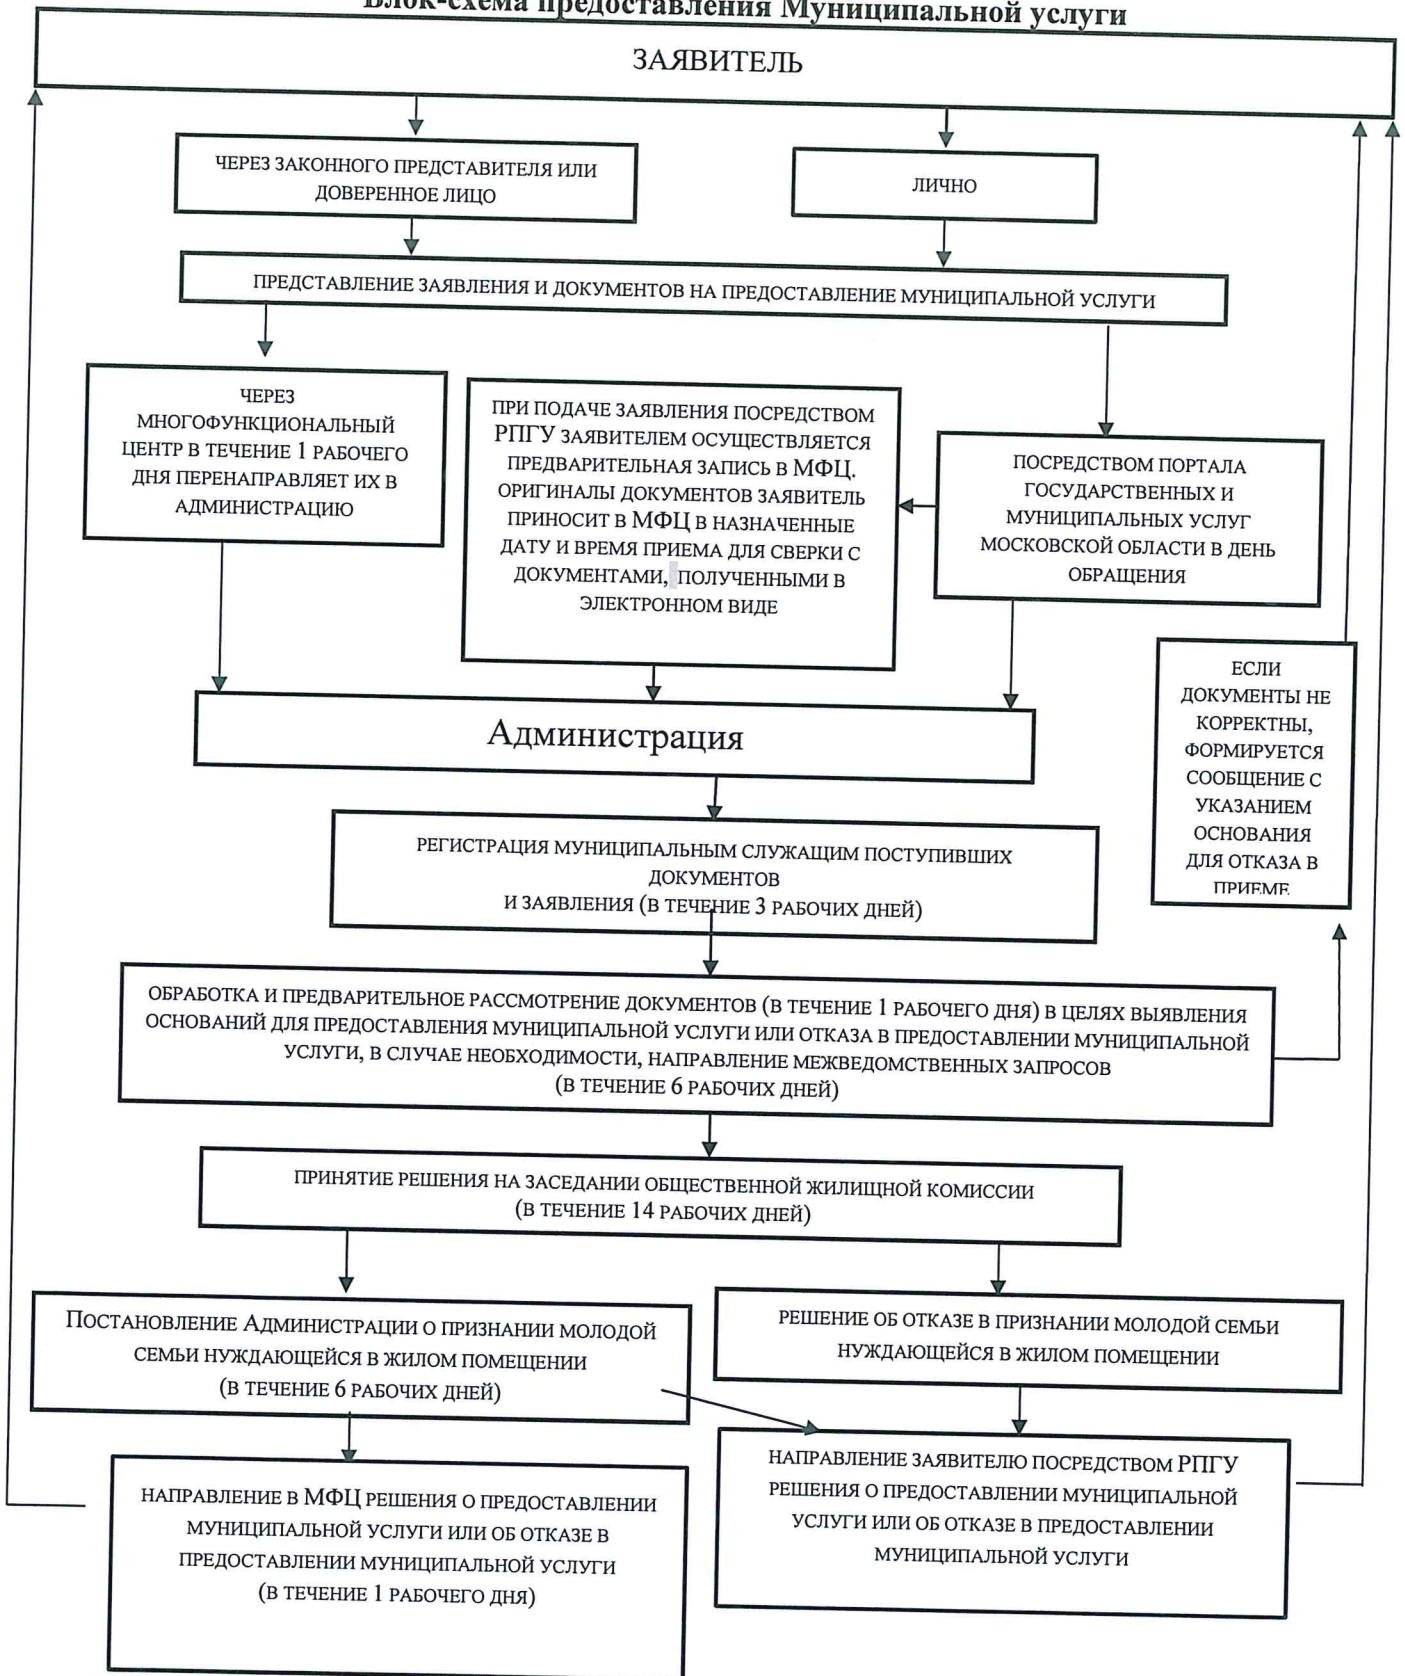 Блок-схема предоставления Муниципальной услуги
ЗАЯВИТЕЛЬ
ЧЕРЕЗ ЗАКОННОГО ПРЕДСТАВИТЕЛЯ ИЛИ
ДОВЕРЕННОЕ ЛИЦО
ЛИЧНО
ПРЕДСТАВЛЕНИЕ ЗАЯВЛЕНИЯ И ДОКУМЕНТОВ НА ПРЕДОСТАВЛЕНИЕ МУНИЦИПАЛЬНОЙ УСЛУГИ
ЧЕРЕЗ
МНОГОФУНКЦИОНАЛЬНЫЙ
ЦЕНТР В ТЕЧЕНИЕ 1 РАБОЧЕГО
ДНЯ ПЕРЕНАПРАВЛЯЕТ ИХ В
АДМИНИСТРАЦИЮ
ПРИ ПОДАЧЕ ЗАЯВЛЕНИЯ ПОСРЕДСТВОМ
РПГУ ЗАЯВИТЕЛЕМ ОСУЩЕСТВЛЯЕТСЯ
ПРЕДВАРИТЕЛЬНАЯ ЗАПИСЬ В МФЦ.
ОРИГИНАЛЫ ДОКУМЕНТОВ ЗАЯВИТЕЛЬ
ПРИНОСИТ В МФЦ В НАЗНАЧЕННЫЕ
ДАТУ И ВРЕМЯ ПРИЕМА ДЛЯ СВЕРКИ С
ДОКУМЕНТАМИ, ПОЛУЧЕННЫМИ В
ЭЛЕКТРОННОМ ВИДЕ
ПОСРЕДСТВОМ ПОРТАЛА
ГОСУДАРСТВЕННЫХ И
МУНИЦИПАЛЬНЫХ УСЛУГ
МОСКОВСКОЙ ОБЛАСТИ В ДЕНЬ
ОБРАЩЕНИЯ
ЕСЛИ
ДОКУМЕНТЫ НЕ
КОРРЕКТНЫ,
ФОРМИРУЕТСЯ
СООБЩЕНИЕ С
УКАЗАНИЕМ
ОСНОВАНИЯ
ДЛЯ ОТКАЗА В
ПРИЕМЕ
Администрация
РЕГИСТРАЦИЯ МУНИЦИПАЛЬНЫМ СЛУЖАЩИМ ПОСТУПИВШИХ
ДОКУМЕНТОВ
И ЗАЯВЛЕНИЯ (В ТЕЧЕНИЕ 3 РАБОЧИХ ДНЕЙ)
ОБРАБОТКА И ПРЕДВАРИТЕЛЬНОЕ РАССМОТРЕНИЕ ДОКУМЕНТОВ (В ТЕЧЕНИЕ 1 РАБОЧЕГО ДНЯ) В ЦЕЛЯХ ВЫЯВЛЕНИЯ
ОСНОВАНИЙ ДЛЯ ПРЕДОСТАВЛЕНИЯ МУНИЦИПАЛЬНОЙ УСЛУГИ ИЛИ ОТКАЗА В ПРЕДОСТАВЛЕНИИ МУНИЦИПАЛЬНОЙ
УСЛУГИ, В СЛУЧАЕ НЕОБХОДИМОСТИ, НАПРАВЛЕНИЕ МЕЖВЕДОМСТВЕННЫХ ЗАПРОСОВ
(В ТЕЧЕНИЕ 6 РАБОЧИХ ДНЕЙ)
ПРИНЯТИЕ РЕШЕНИЯ НА ЗАСЕДАНИИ ОБЩЕСТВЕННОЙ ЖИЛИЩНОЙ КОМИССИИ
(В ТЕЧЕНИЕ 14 РАБОЧИХ ДНЕЙ)
ПОСТАНОВЛЕНИЕ АДМИНИСТРАЦИИ О ПРИЗНАНИИ МОЛОДОЙ
СЕМЬИ НУЖДАЮЩЕЙСЯ В ЖИЛОМ ПОМЕЩЕНИИ
(В ТЕЧЕНИЕ 6 РАБОЧИХ ДНЕЙ)
РЕШЕНИЕ ОБ ОТКАЗЕ В ПРИЗНАНИИ МОЛОДОЙ СЕМЬИ
НУЖДАЮЩЕЙСЯ В ЖИЛОМ ПОМЕЩЕНИИ
НАПРАВЛЕНИЕ В МФЦ РЕШЕНИЯ О ПРЕДОСТАВЛЕНИИ
МУНИЦИПАЛЬНОЙ УСЛУГИ ИЛИ ОБ ОТКАЗЕ В
ПРЕДОСТАВЛЕНИИ МУНИЦИПАЛЬНОЙ УСЛУГИ
(В ТЕЧЕНИЕ 1 РАБОЧЕГО ДНЯ)
НАПРАВЛЕНИЕ ЗАЯВИТЕЛЮ ПОСРЕДСТВОМ РПГУ
РЕШЕНИЯ О ПРЕДОСТАВЛЕНИИ МУНИЦИПАЛЬНОЙ
УСЛУГИ ИЛИ ОБ ОТКАЗЕ В ПРЕДОСТАВЛЕНИИ
МУНИЦИПАЛЬНОЙ УСЛУГИ